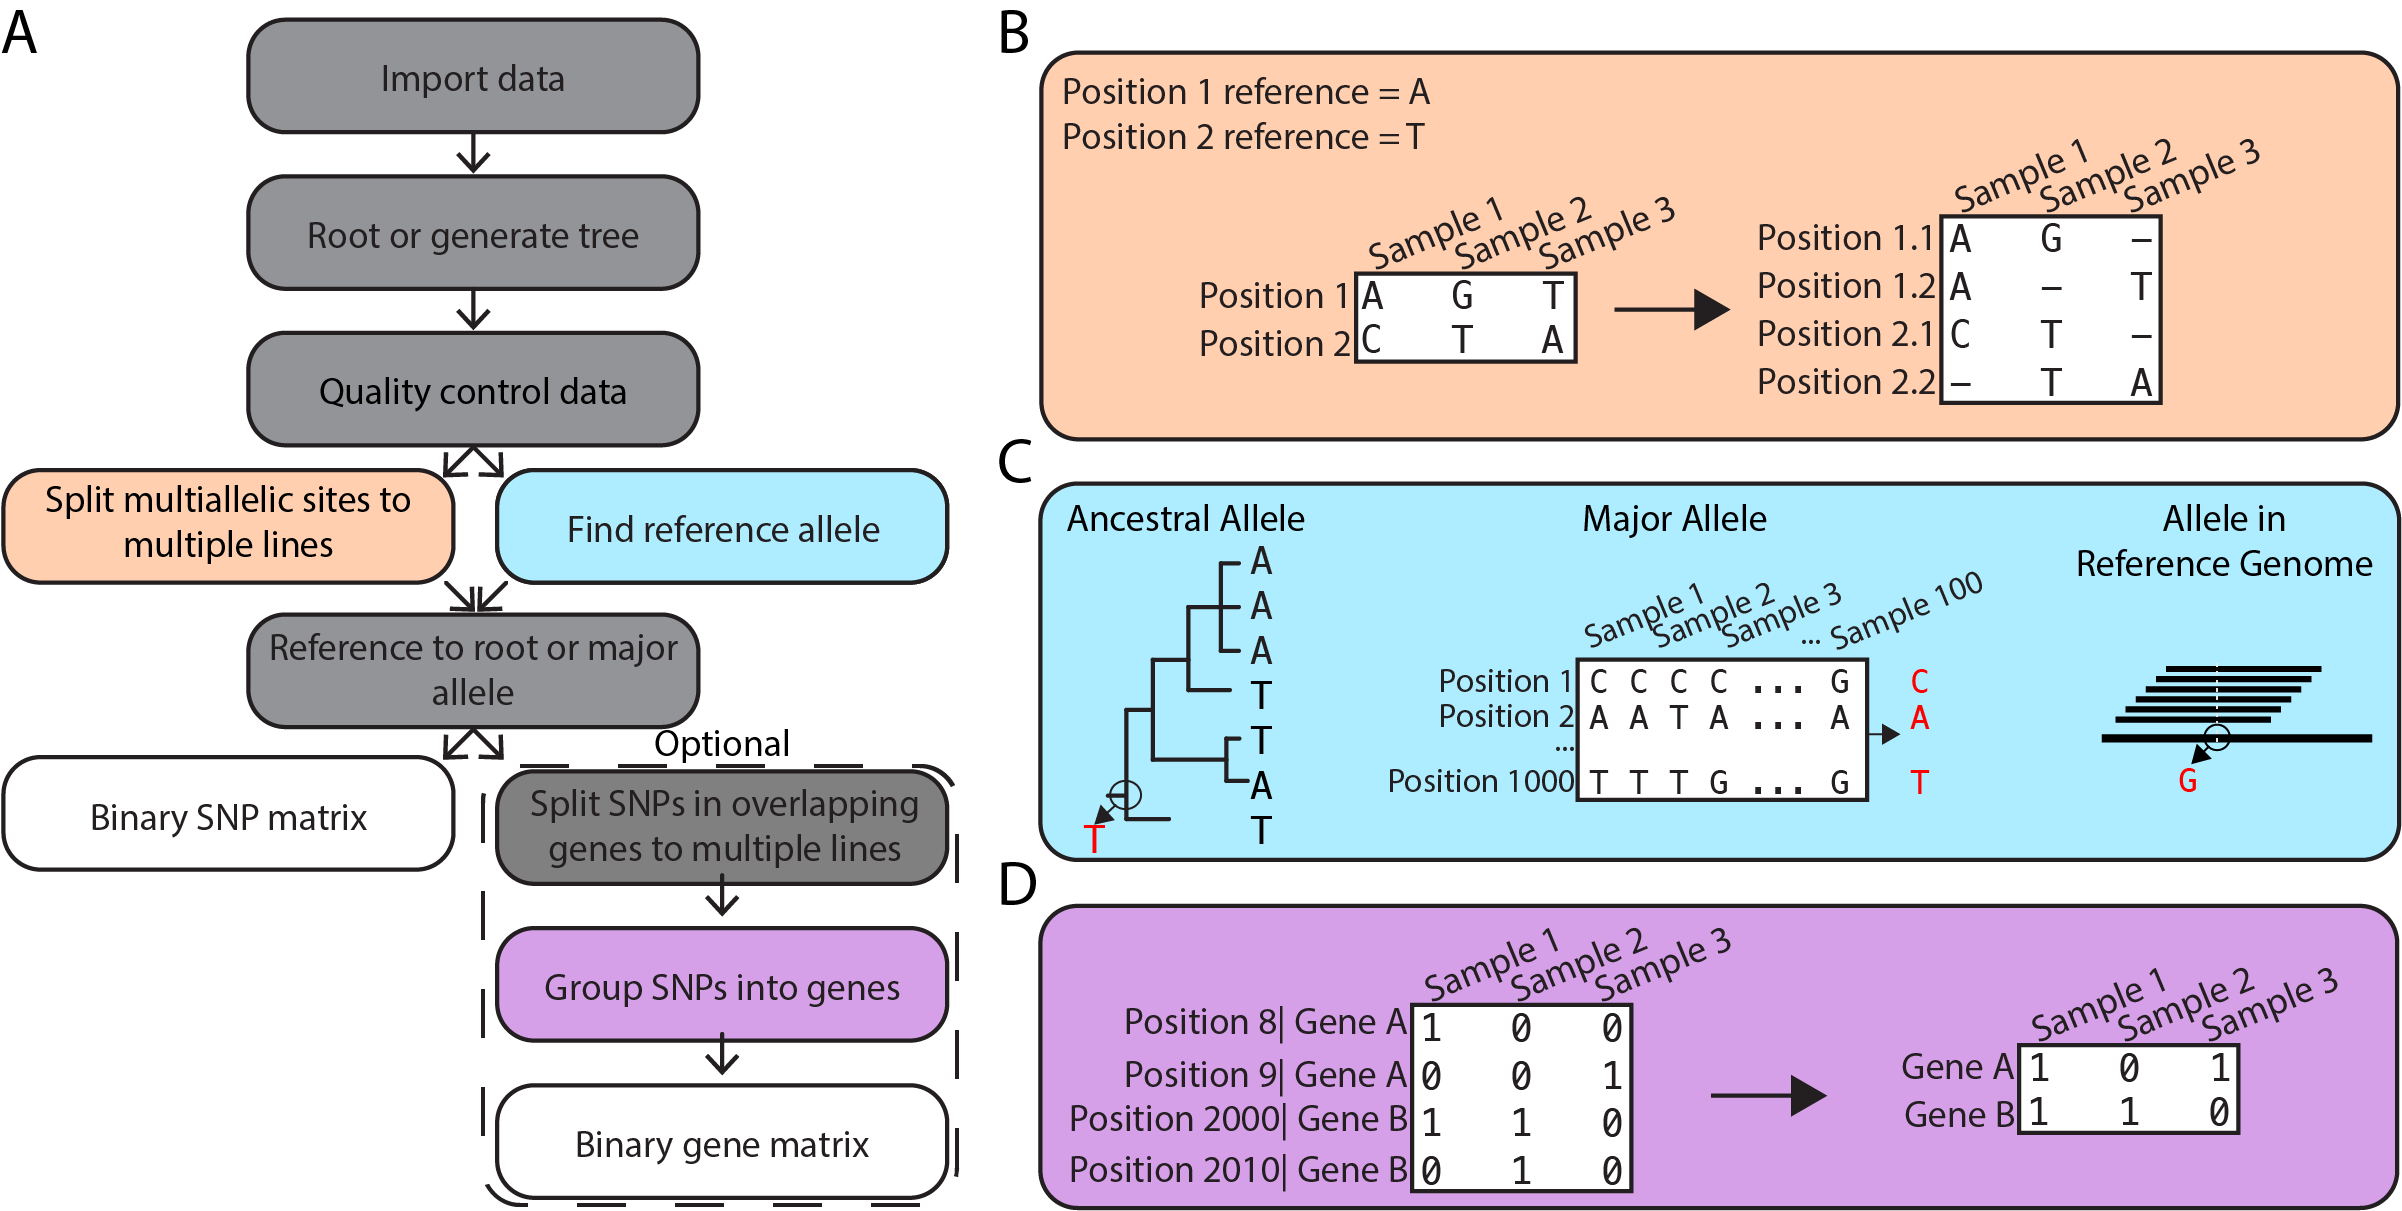 A
Import data
Root or generate tree
Quality control data
Split multiallelic sites to
multiple lines
Find reference allele
Reference to root or major
allele
Optional
Binary SNP matrix
Split SNPs in overlapping
genes to multiple lines
Group SNPs into genes
Binary gene matrix
B
Position 1 reference = A
Position 2 reference = T
Sample 1 Sample 2 Sample 3
Position 1 A G T
Position 2 C T A
Sample 1 Sample 2 Sample 3
Position 1.1 A G –
Position 1.2 A – T
Position 2.1 C T –
Position 2.2 – T A
C
Ancestral Allele
A
A
A
T
T
A
T
T
Major Allele
Sample 1 Sample 2 Sample 3 ... Sample 100
Position 1 C C C C ... G C
Position 2 A A T A ... A A
...
Position 1000 T T T G ... G T
Allele in
Reference Genome
G
D
Sample 1 Sample 2 Sample 3
Position 8| Gene A 1 0 0
Position 9| Gene A 0 0 1
Position 2000| Gene B 1 1 0
Position 2010| Gene B 0 1 0
Sample 1 Sample 2 Sample 3
Gene A 1 0 1
Gene B 1 1 0